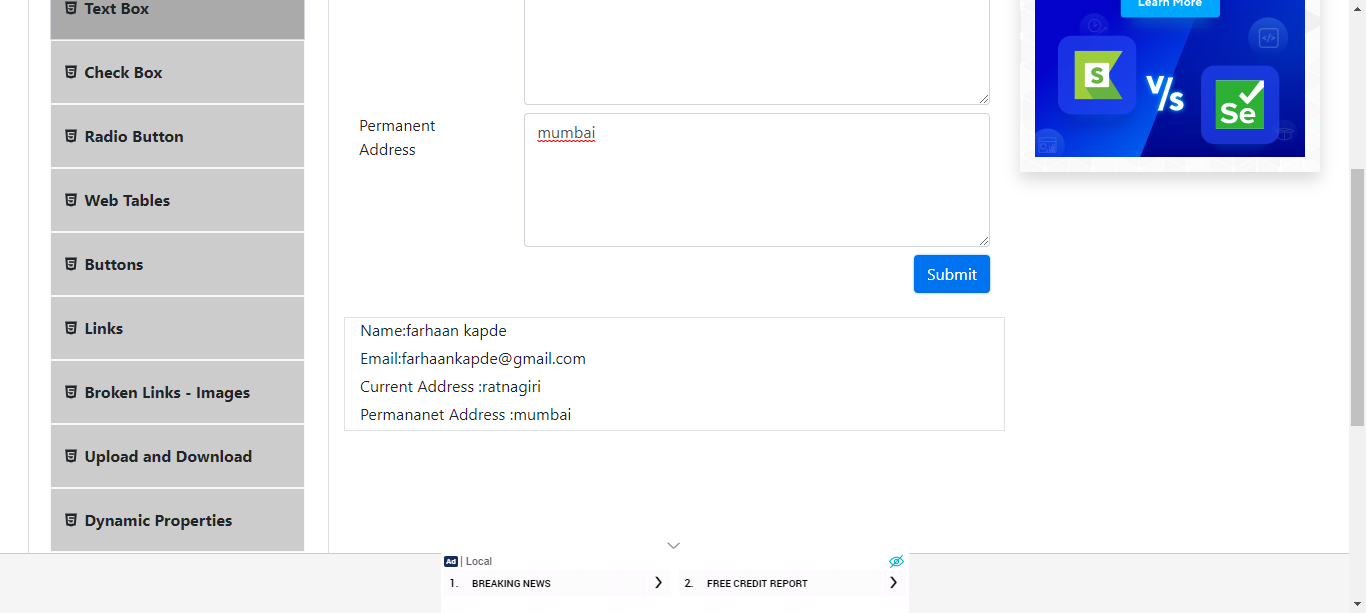 Text Box
Check Box
Radio Button
Web Tables
Buttons
Links
Broken Links - Images
Upload and Download
Dynamic Properties
Permanent
Address
mumbai
Submit
Name:farhaan kapde
Email:farhaankapde@gmail.com
Current Address :ratnagiri
Permananet Address :mumbai
Learn More
S
V/s
Se
Ad | Local
1. BREAKING NEWS
2. FREE CREDIT REPORT